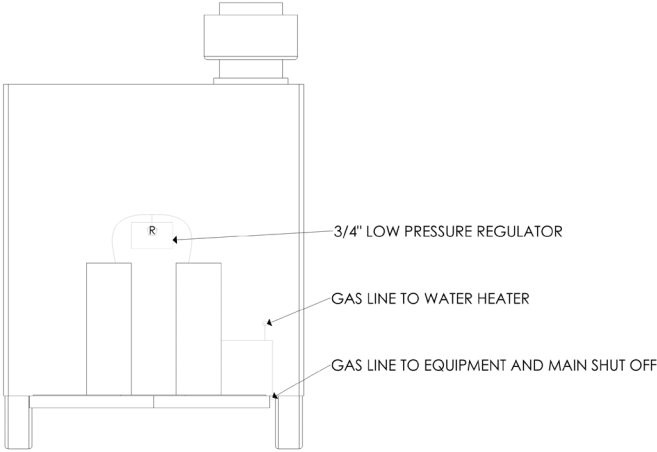 R
3/4" LOW PRESSURE REGULATOR
GAS LINE TO WATER HEATER
GAS LINE TO EQUIPMENT AND MAIN SHUT OFF